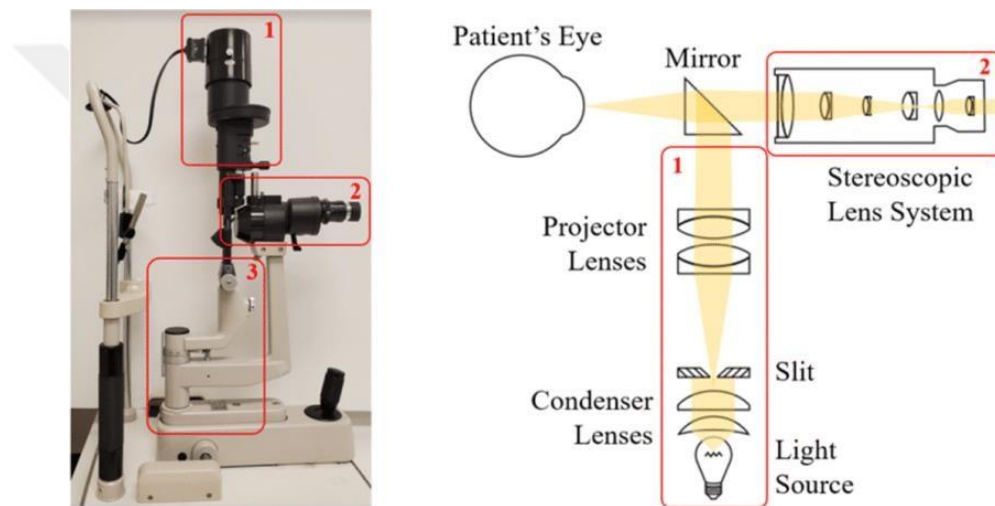 1
2
3
Patient's Eye
Mirror
2
1
Stereoscopic
Lens System
Projector
Lenses
Slit
Condenser
Lenses
Light
Source